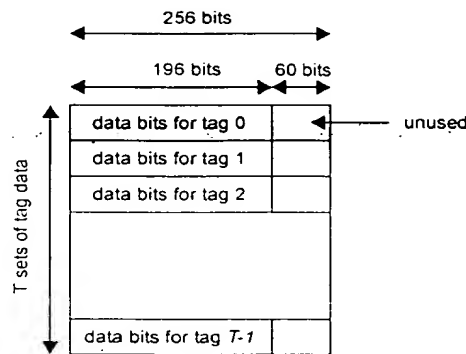 256 bits
196 bits 60 bits
data bits for tag 0
unused
data bits for tag 1
data bits for tag 2
T sets of tag data
data bits for tag T-1